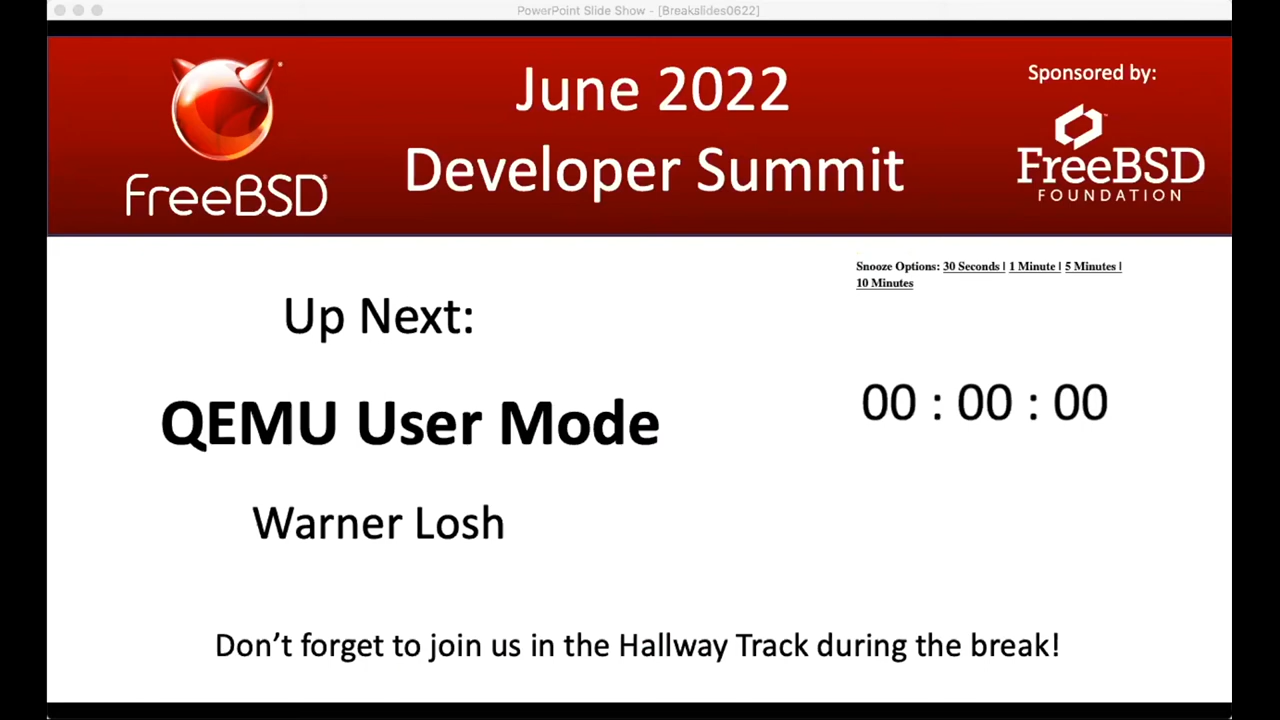 PowerPoint Slide Show - [Breakslides0622]
FreeBSD
June 2022
Developer Summit
Sponsored by:
FreeBSD
FOUNDATION
Snooze Options: 30 Seconds | 1 Minute | 5 Minutes |
10 Minutes
Up Next:
00 : 00 : 00
QEMU User Mode
Warner Losh
Don't forget to join us in the Hallway Track during the break!